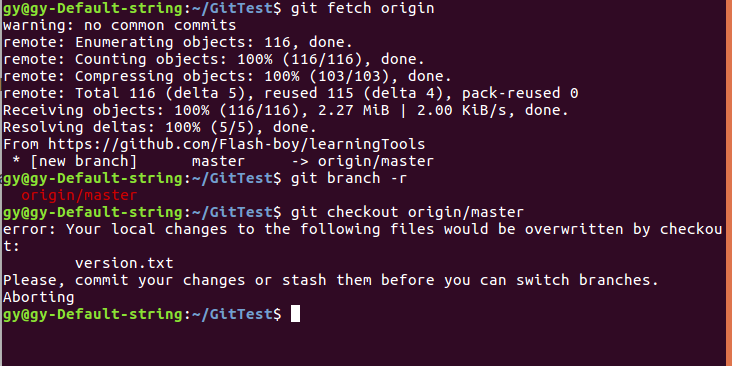 gy@gy-Default-string:~/GitTest$ git fetch origin
warning: no common commits
remote: Enumerating objects: 116, done.
remote: Counting objects: 100% (116/116), done.
remote: Compressing objects: 100% (103/103), done.
remote: Total 116 (delta 5), reused 115 (delta 4), pack-reused 0
Receiving objects: 100% (116/116), 2.27 MiB | 2.00 KiB/s, done.
Resolving deltas: 100% (5/5), done.
From https://github.com/Flash-boy/learningTools
 * [new branch]      master     -> origin/master
gy@gy-Default-string:~/GitTest$ git branch -r
  origin/master
gy@gy-Default-string:~/GitTest$ git checkout origin/master
error: Your local changes to the following files would be overwritten by checkou
t:
        version.txt
Please, commit your changes or stash them before you can switch branches.
Aborting
gy@gy-Default-string:~/GitTest$